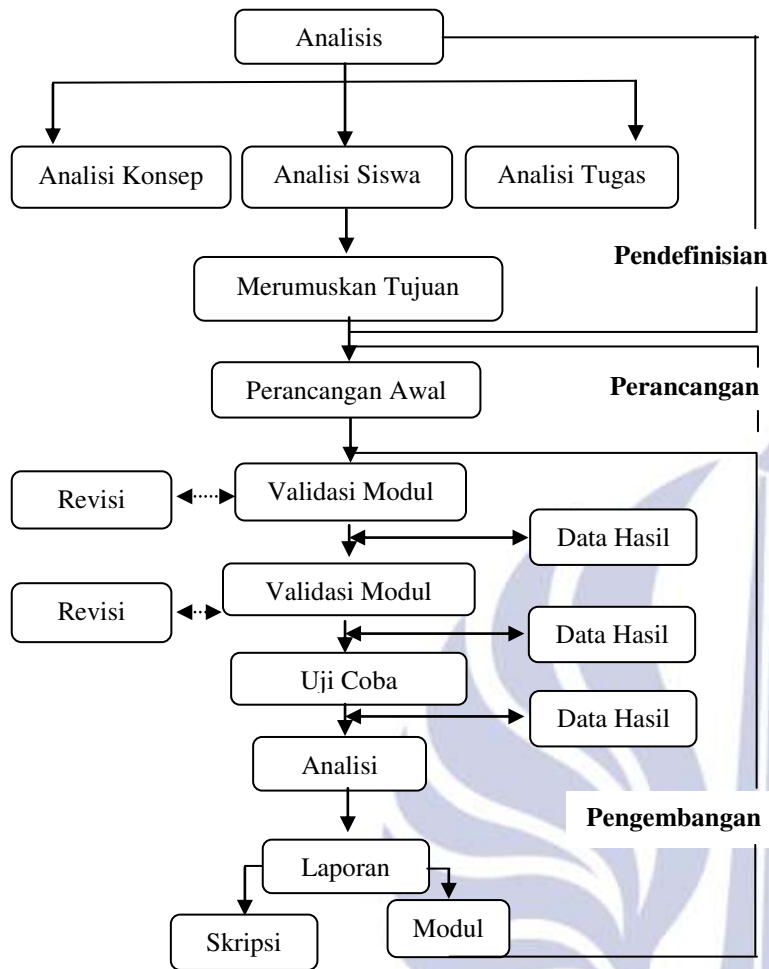 Analisis
Analisi Konsep
Analisi Siswa
Analisi Tugas
Pendefinisian
Merumuskan Tujuan
Perancangan Awal
Perancangan
Revisi
Validasi Modul
Data Hasil
Revisi
Validasi Modul
Data Hasil
Uji Coba
Data Hasil
Analisi
Pengembangan
Laporan
Skripsi
Modul